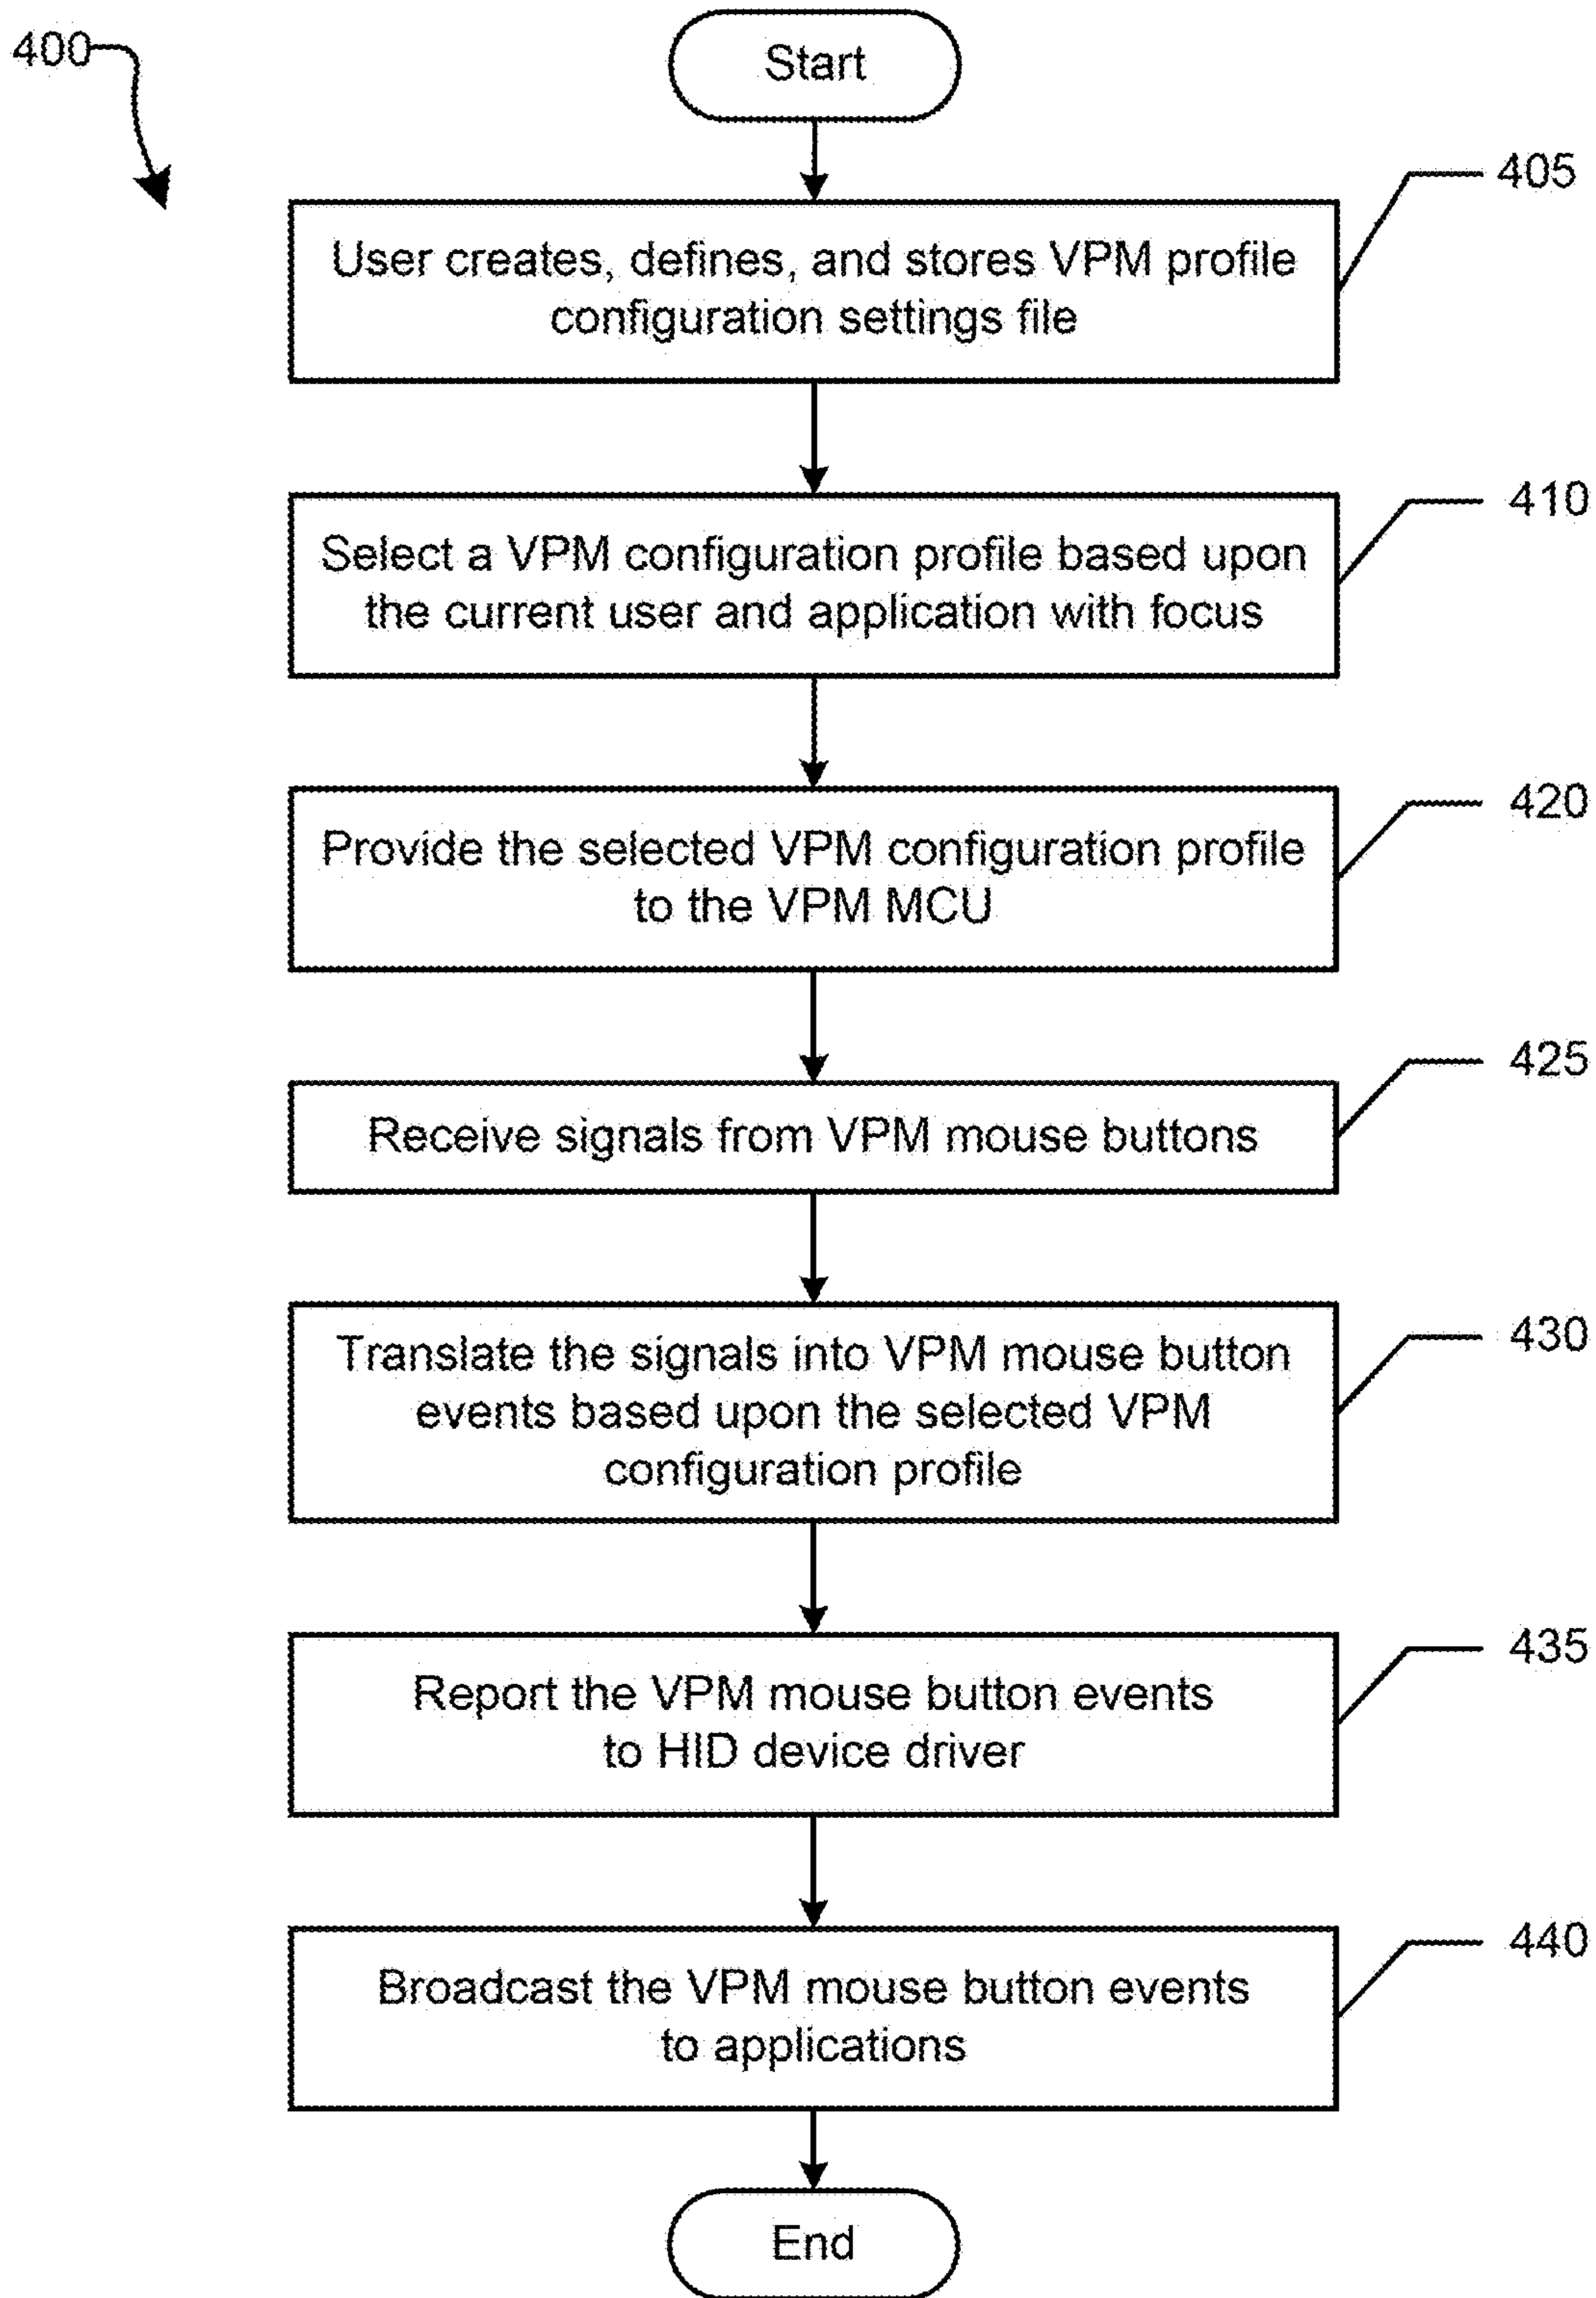 400
Start
405
User creates, defines, and stores VPM profile
configuration settings file
410
Select a VPM configuration profile based upon
the current user and application with focus
420
Provide the selected VPM configuration profile
to the VPM MCU
425
Receive signals from VPM mouse buttons
430
Translate the signals into VPM mouse button
events based upon the selected VPM
configuration profile
435
Report the VPM mouse button events
to HID device driver
440
Broadcast the VPM mouse button events
to applications
End